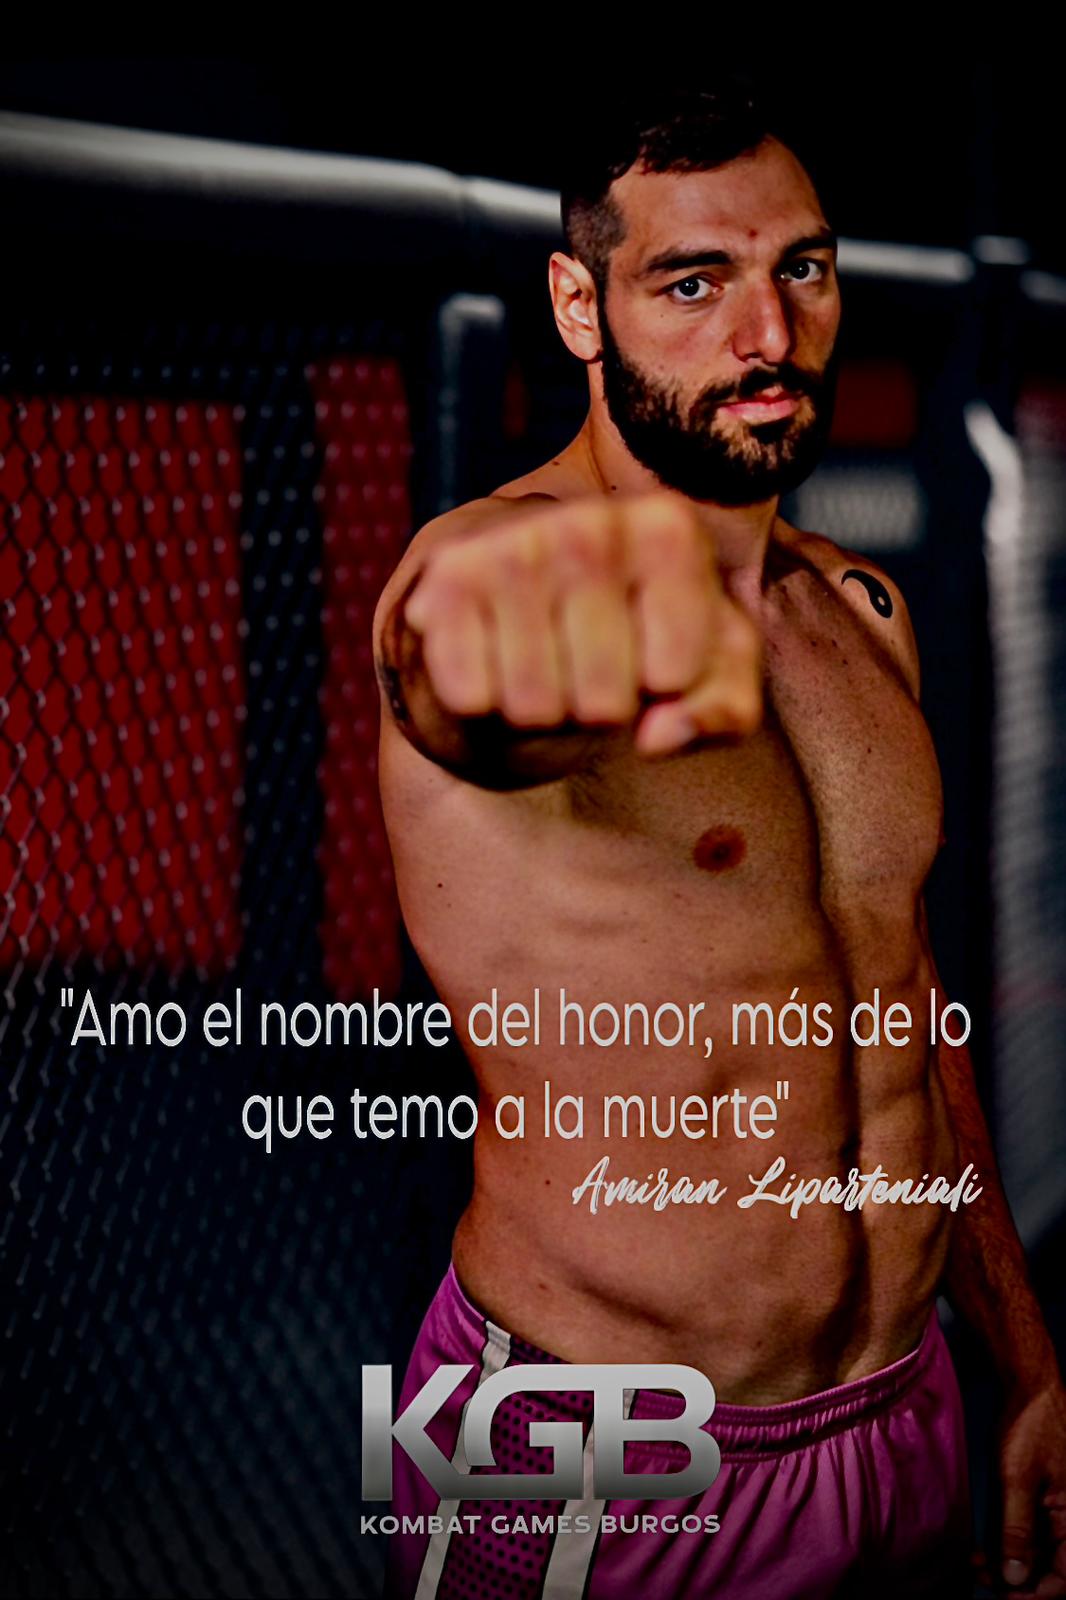 "Amo el nombre del honor, más de lo
que temo a la muerte"
Amiran Liparteniali
KGB
KOMBAT GAMES BURGOS